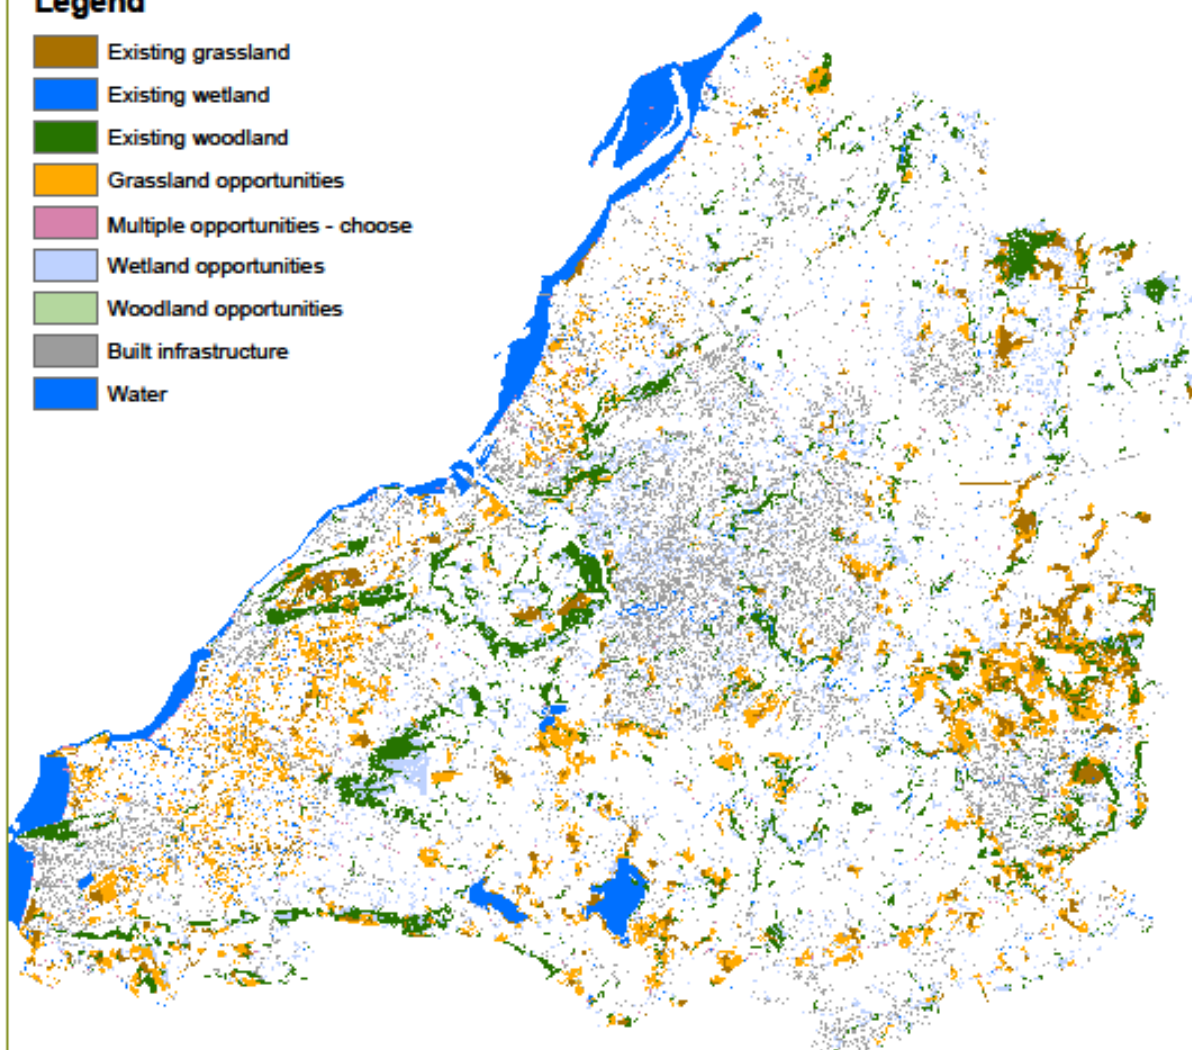 Legend
Existing grassland
Existing wetland
Existing woodland
Grassland opportunities
Multiple opportunities - choose
Wetland opportunities
Woodland opportunities
Built infrastructure
Water